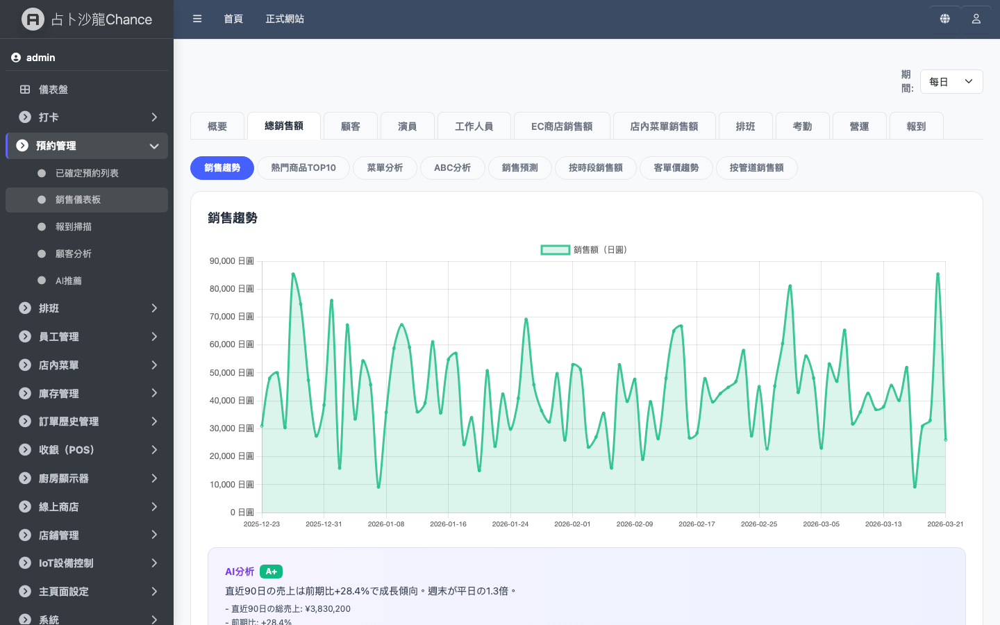 占卜沙龍Chance
首頁
正式網站
admin
儀表盤
打卡
預約管理
已確定預約列表
銷售儀表板
報到掃描
顧客分析
AI推薦
排班
員工管理
店內菜單
庫存管理
訂單歷史管理
收銀（POS）
廚房顯示器
線上商店
店鋪管理
IoT設備控制
主頁面設定
系統
期間:
每日
概要
總銷售額
顧客
演員
工作人員
EC商店銷售額
店內菜單銷售額
排班
考勤
營運
報到
銷售趨勢
熱門商品TOP10
菜單分析
ABC分析
銷售預測
按時段銷售額
客單價趨勢
按管道銷售額
銷售趨勢
銷售額（日圓）
90,000 日圓
80,000 日圓
70,000 日圓
60,000 日圓
50,000 日圓
40,000 日圓
30,000 日圓
20,000 日圓
10,000 日圓
0 日圓
2025-12-23
2025-12-31
2026-01-08
2026-01-16
2026-01-24
2026-02-01
2026-02-09
2026-02-17
2026-02-25
2026-03-05
2026-03-13
2026-03-21
AI分析 A+
直近90日の売上は前期比+28.4%で成長傾向。週末が平日の1.3倍。
- 直近90日の総売上: ¥3,830,200
- 前期比: +28.4%